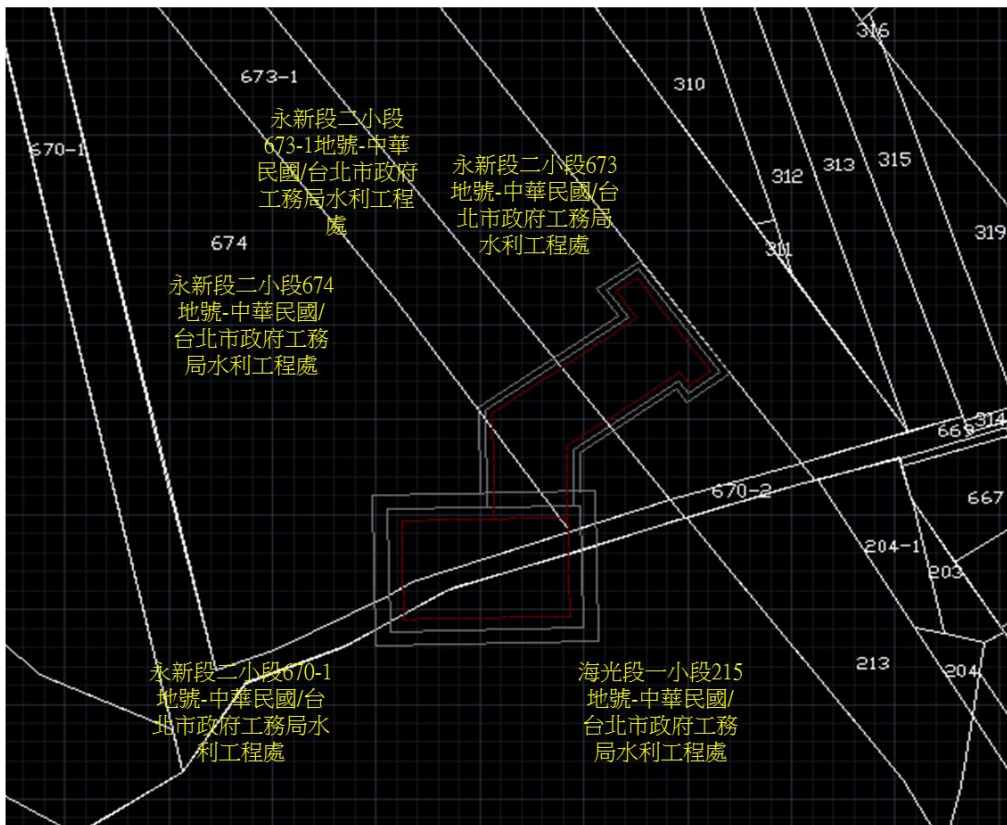 316
673-1
310
永新段二小段
673-1地號-中華
民國/台北市政府
工務局水利工程
處
670-1
永新段二小段673
地號-中華民國/台
北市政府工務局
水利工程處
312
313
315
319
311
674
永新段二小段674
地號-中華民國/
台北市政府工務
局水利工程處
669
314
670-2
667
204-1
203
永新段二小段670-1
地號-中華民國/台
北市政府工務局水
利工程處
海光段一小段215
地號-中華民國/
台北市政府工務
局水利工程處
213
204